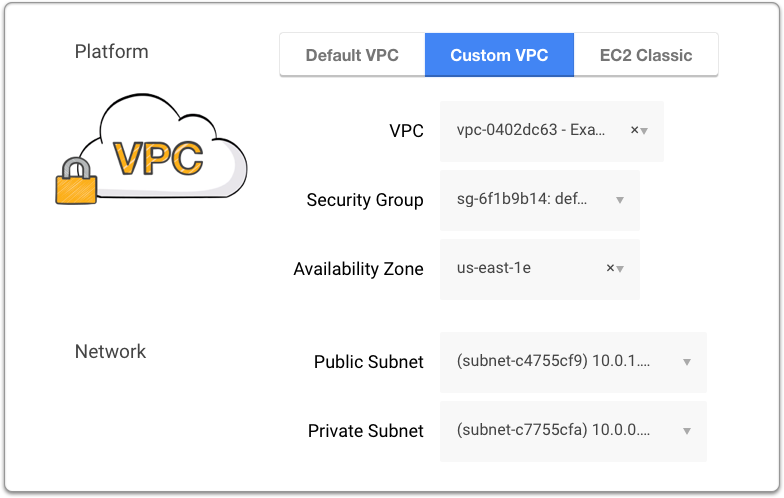 Platform
Default VPC
Custom VPC
EC2 Classic
VPC
VPC
vpc-0402dc63 - Exa...
×
Security Group
sg-6f1b9b14: def...
Availability Zone
us-east-1e
×
Network
Public Subnet
(subnet-c4755cf9) 10.0.1....
Private Subnet
(subnet-c7755cfa) 10.0.0....